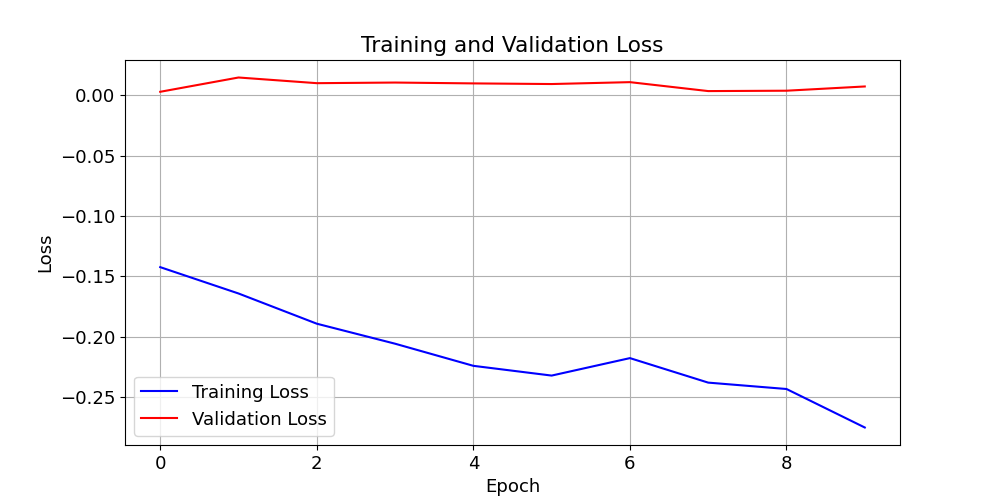 Training and Validation Loss
0.00
−0.05
−0.10
−0.15
−0.20
−0.25
Loss
Training Loss
Validation Loss
0 2 4 6 8
Epoch